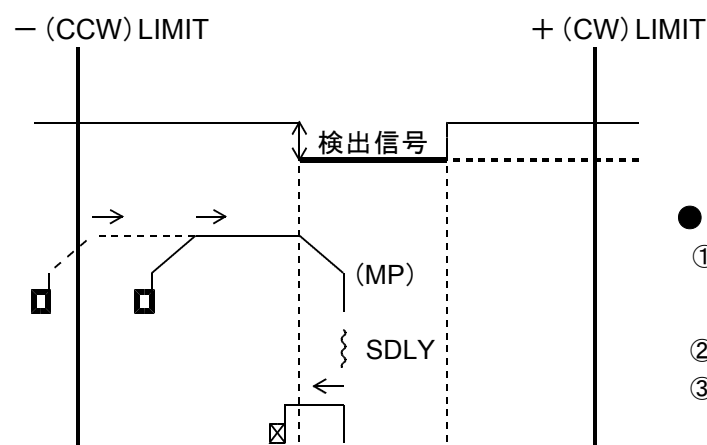 －(CCW) LIMIT
＋(CW) LIMIT
検出信号
(MP)
●
①
SDLY
②
③